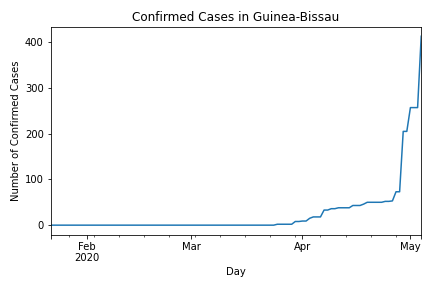 Confirmed Cases in Guinea-Bissau
Number of Confirmed Cases
400
300
200
100
0
Feb
2020
Mar
Apr
May
Day